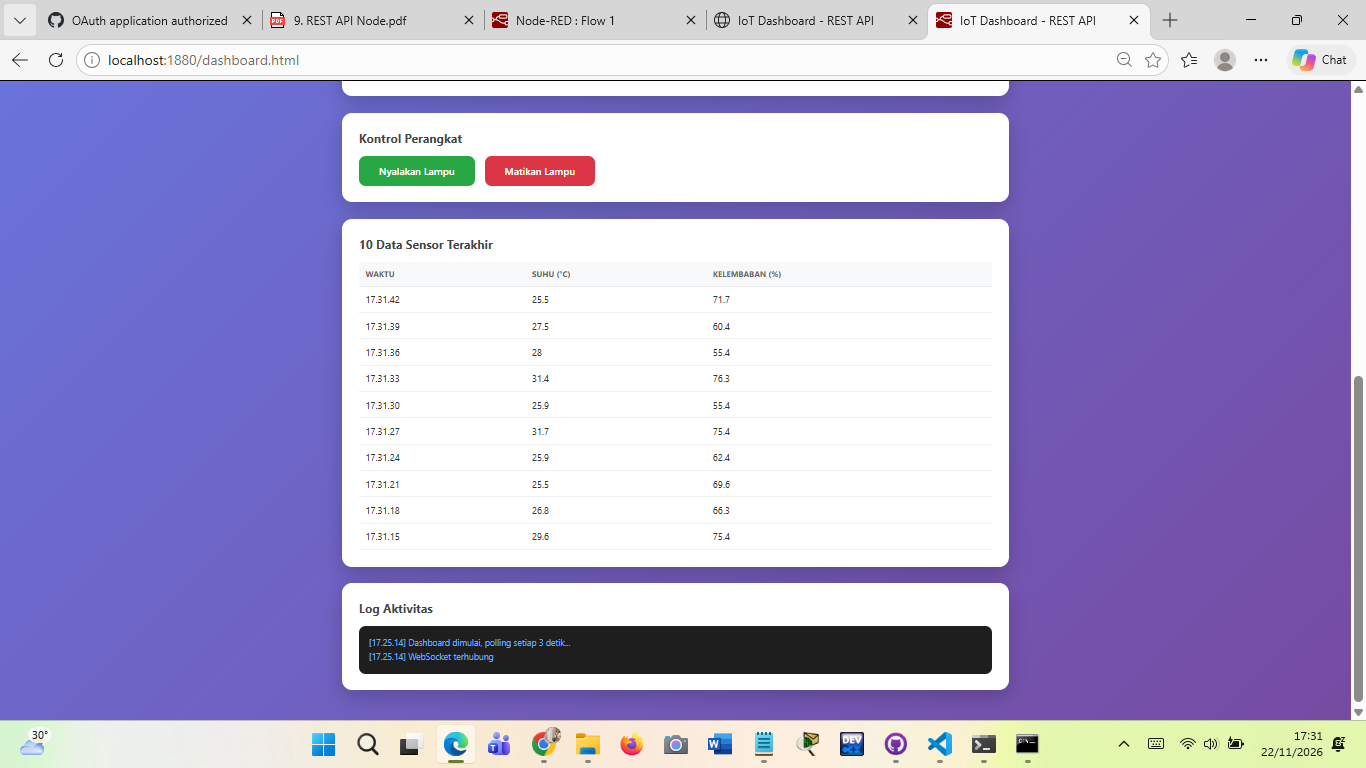 OAuth application authorized
9. REST API Node.pdf
Node-RED : Flow 1
IoT Dashboard - REST API
IoT Dashboard - REST API
localhost:1880/dashboard.html
Chat
Kontrol Perangkat
Nyalakan Lampu
Matikan Lampu
10 Data Sensor Terakhir
WAKTU SUHU (°C) KELEMBABAN (%)
17.31.42 25.5 71.7
17.31.39 27.5 60.4
17.31.36 28 55.4
17.31.33 31.4 76.3
17.31.30 25.9 55.4
17.31.27 31.7 75.4
17.31.24 25.9 62.4
17.31.21 25.5 69.6
17.31.18 26.8 66.3
17.31.15 29.6 75.4
Log Aktivitas
[17.25.14] Dashboard dimulai, polling setiap 3 detik...
[17.25.14] WebSocket terhubung
30°
DEV
17:31
22/11/2026